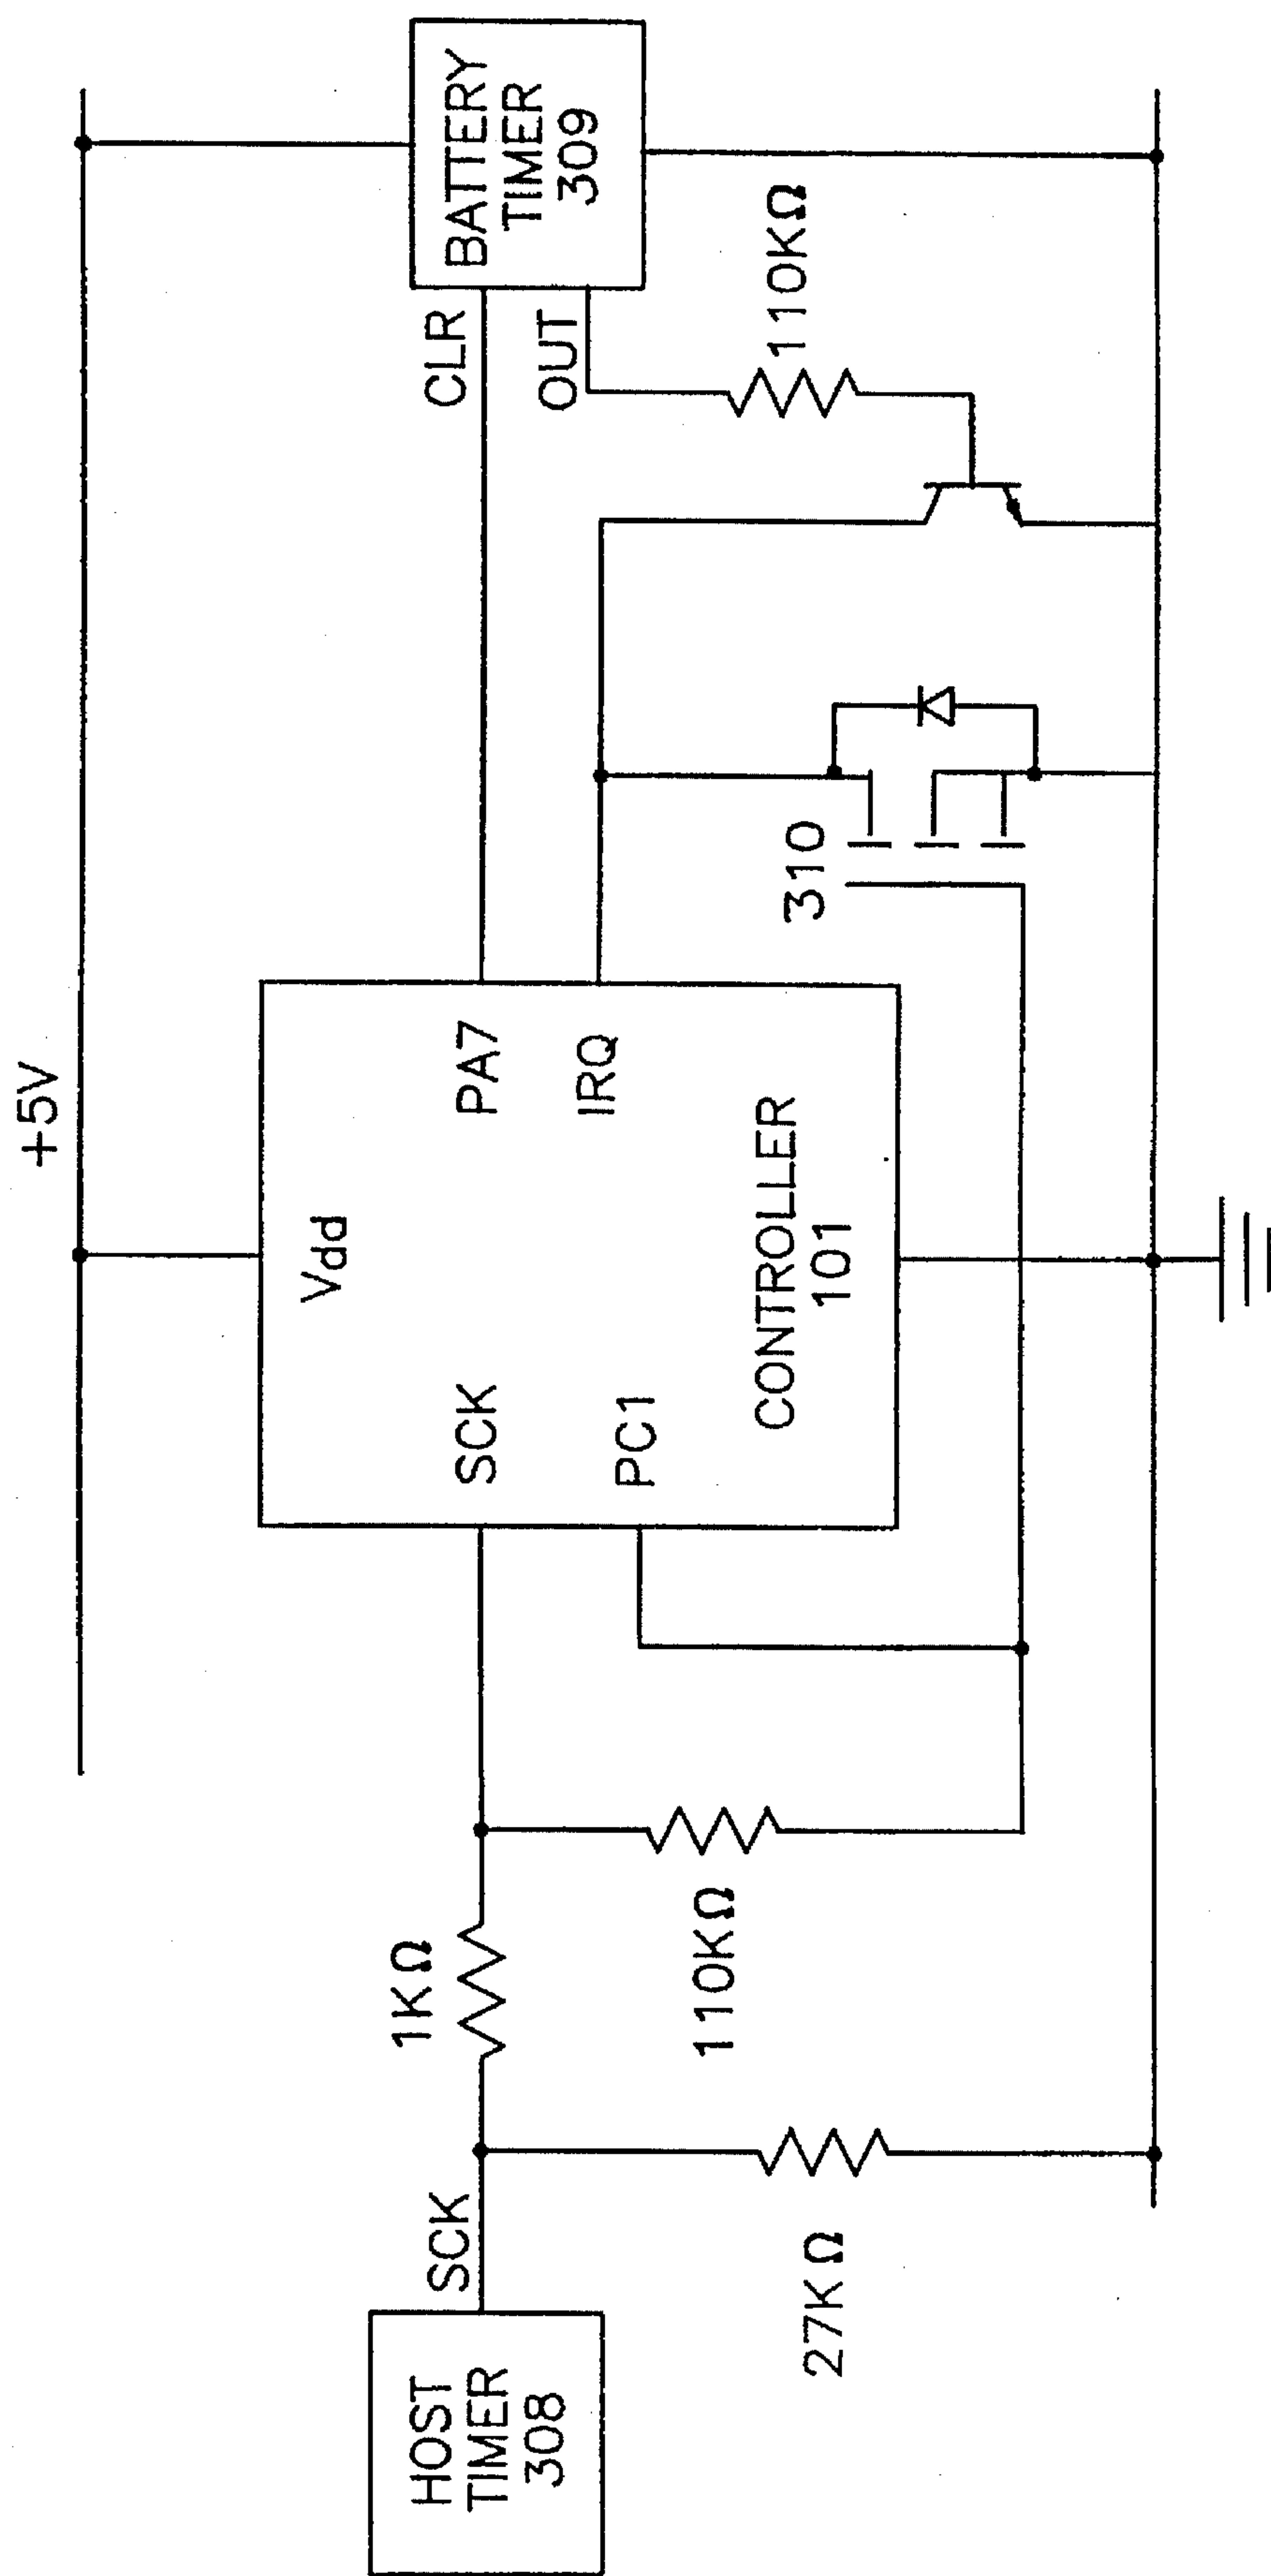 +5V
HOST
TIMER
308
SCK
1KΩ
27KΩ
110KΩ
Vdd
SCK
PA7
PC1
IRQ
CONTROLLER
101
310
CLR
OUT
110KΩ
BATTERY
TIMER
309